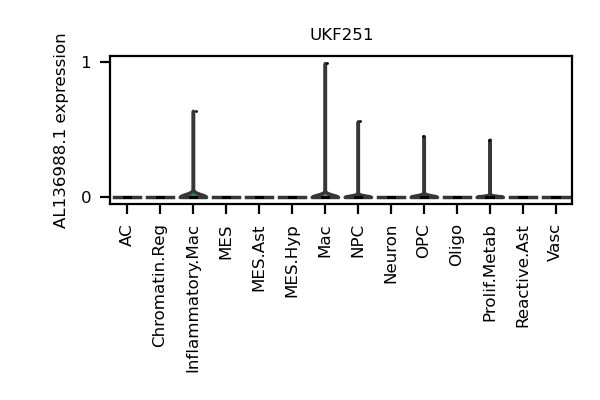 UKF251
AL136988.1 expression
1
0
AC
Chromatin.Reg
Inflammatory.Mac
MES
MES.Ast
MES.Hyp
Mac
NPC
Neuron
OPC
Oligo
Prolif.Metab
Reactive.Ast
Vasc